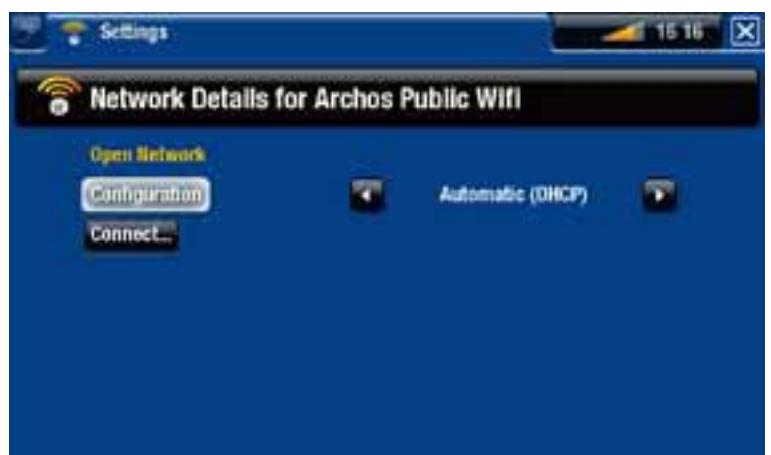 Settings
15 16
Network Details for Archos Public Wifi
Open Network
Configuration
Automatic (DHCP)
Connect...